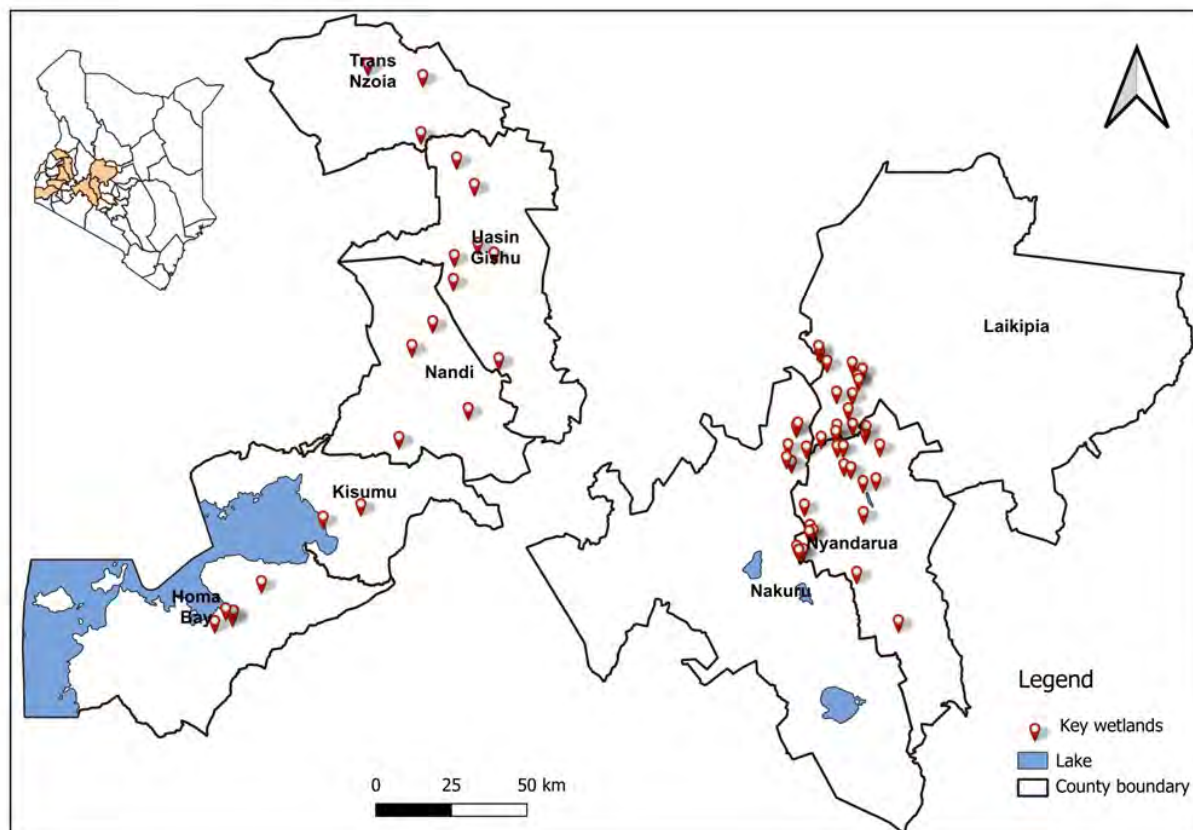 Trans
Nzoia
Uasin
Gishu
Laikipia
Nandi
Kisumu
Nyandarua
Nakuru
Homa
Bay
Legend
Key wetlands
Lake
County boundary
0 25 50 km